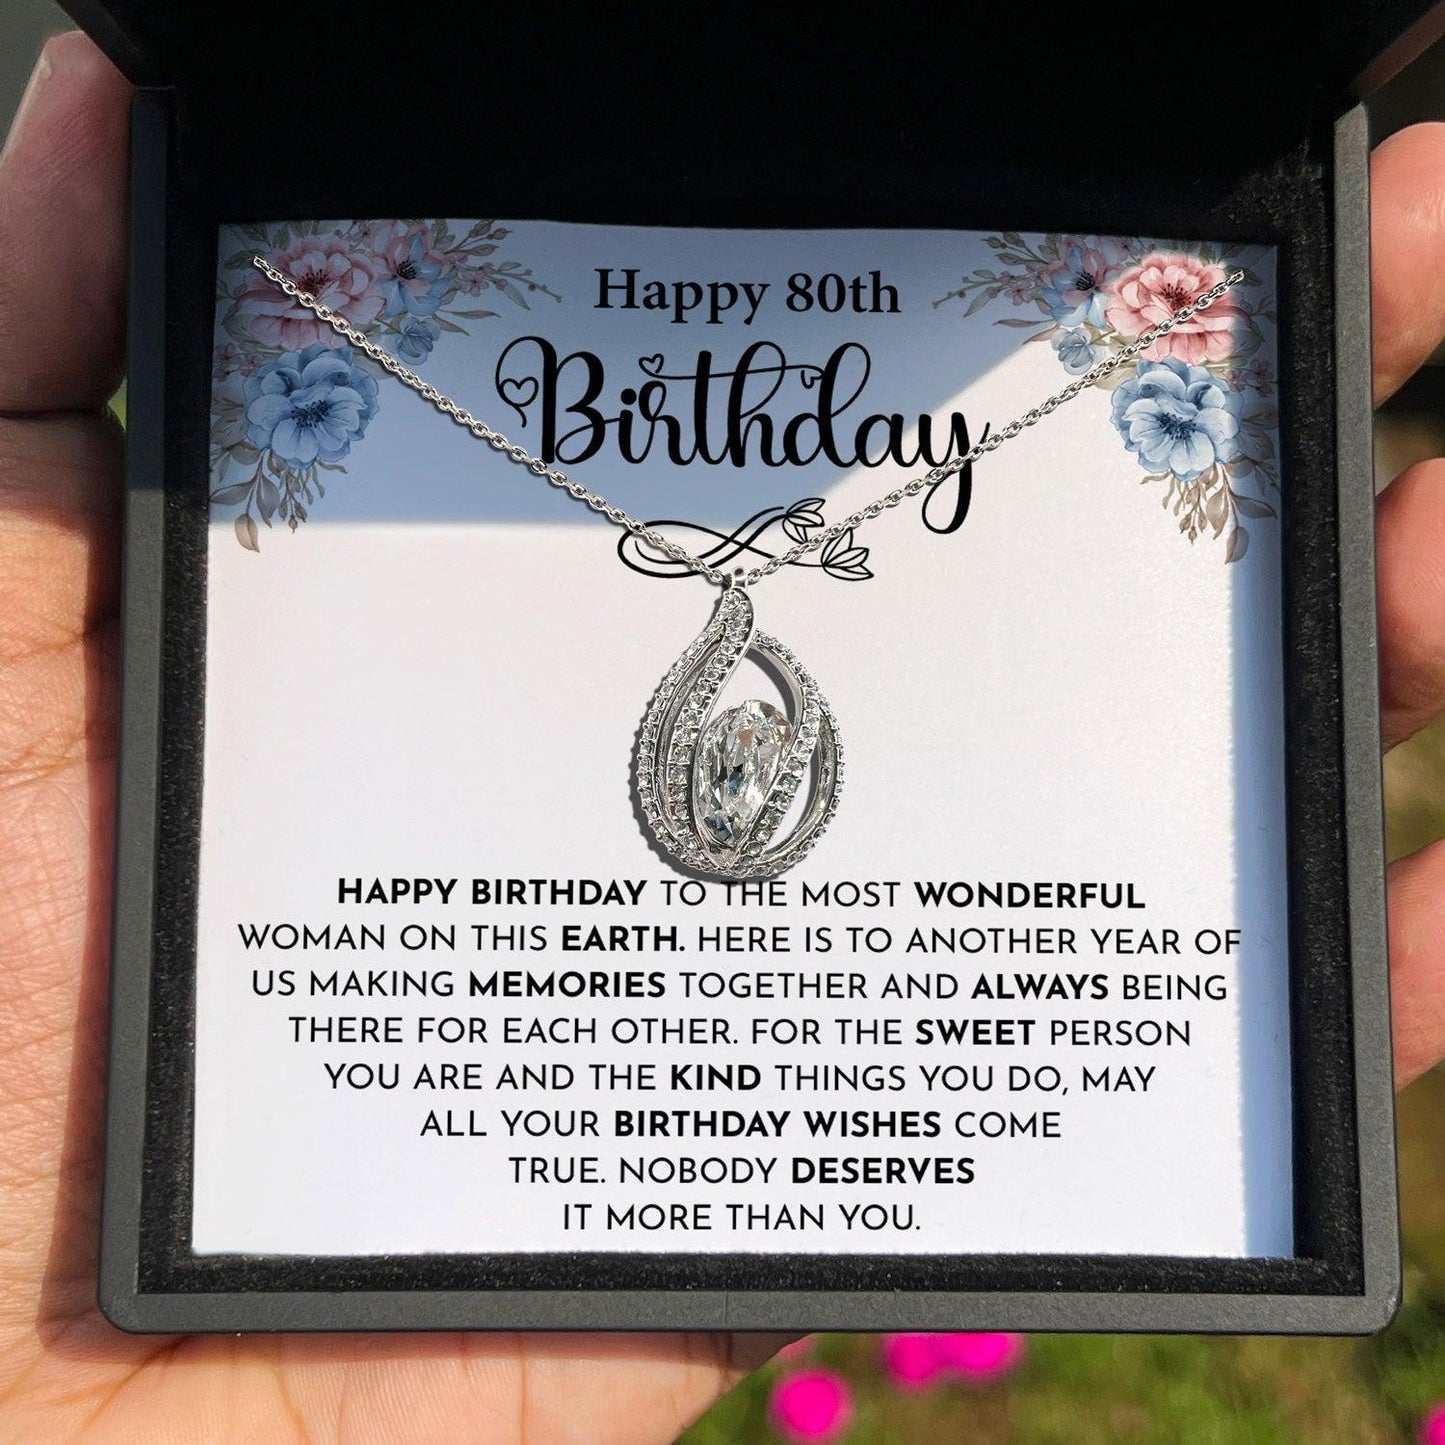 Happy 80th
Birthday
HAPPY BIRTHDAY TO THE MOST WONDERFUL
WOMAN ON THIS EARTH. HERE IS TO ANOTHER YEAR OF
US MAKING MEMORIES TOGETHER AND ALWAYS BEING
THERE FOR EACH OTHER. FOR THE SWEET PERSON
YOU ARE AND THE KIND THINGS YOU DO, MAY
ALL YOUR BIRTHDAY WISHES COME
TRUE. NOBODY DESERVES
IT MORE THAN YOU.